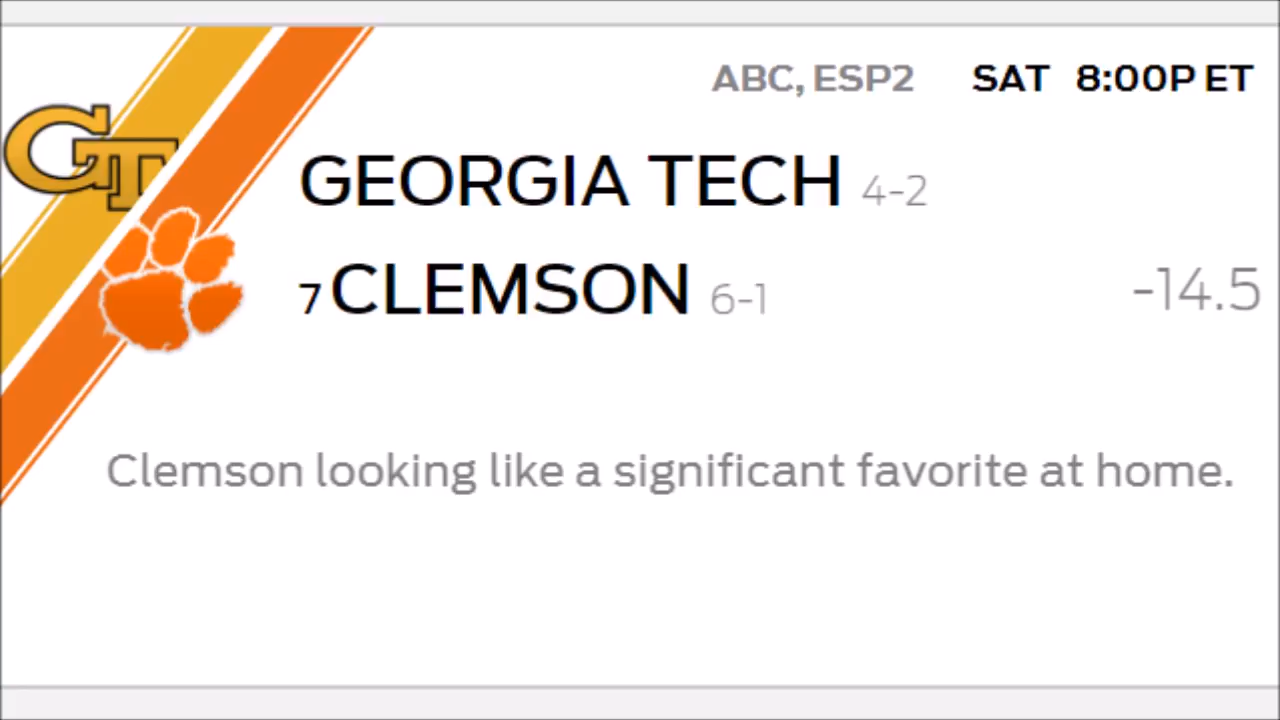 ABC, ESP2 SAT 8:00P ET
GT
GEORGIA TECH 4-2
7 CLEMSON 6-1 -14.5
Clemson looking like a significant favorite at home.